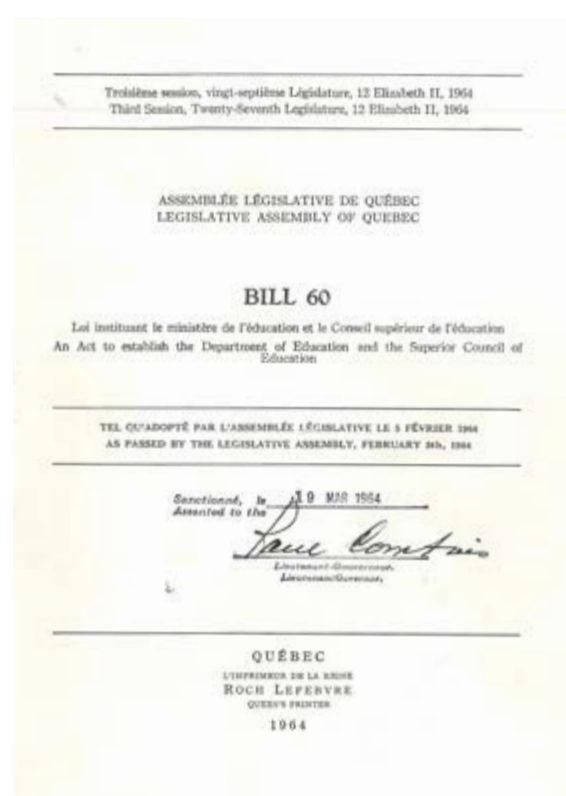 Troisième session, vingt-septième Législature, 12 Elizabeth II, 1964
Third Session, Twenty-Seventh Legislature, 12 Elizabeth II, 1964
ASSEMBLÉE LÉGISLATIVE DE QUÉBEC
LEGISLATIVE ASSEMBLY OF QUEBEC
BILL 60
Loi instituant le ministère de l'éducation et le Conseil supérieur de l'éducation
An Act to establish the Department of Education and the Superior Council of
Education
TEL QU'ADOPTÉ PAR L'ASSEMBLÉE LÉGISLATIVE LE 5 FÉVRIER 1964
AS PASSED BY THE LEGISLATIVE ASSEMBLY, FEBRUARY 5th, 1964
Sanctionné, le 19 MAR 1964
Assented to the
Paul Comtois
Lieutenant-Gouverneur.
Lieutenant-Governor.
QUÉBEC
L'IMPRIMEUR DE LA REINE
ROCH LEFEBVRE
QUEEN'S PRINTER
1964